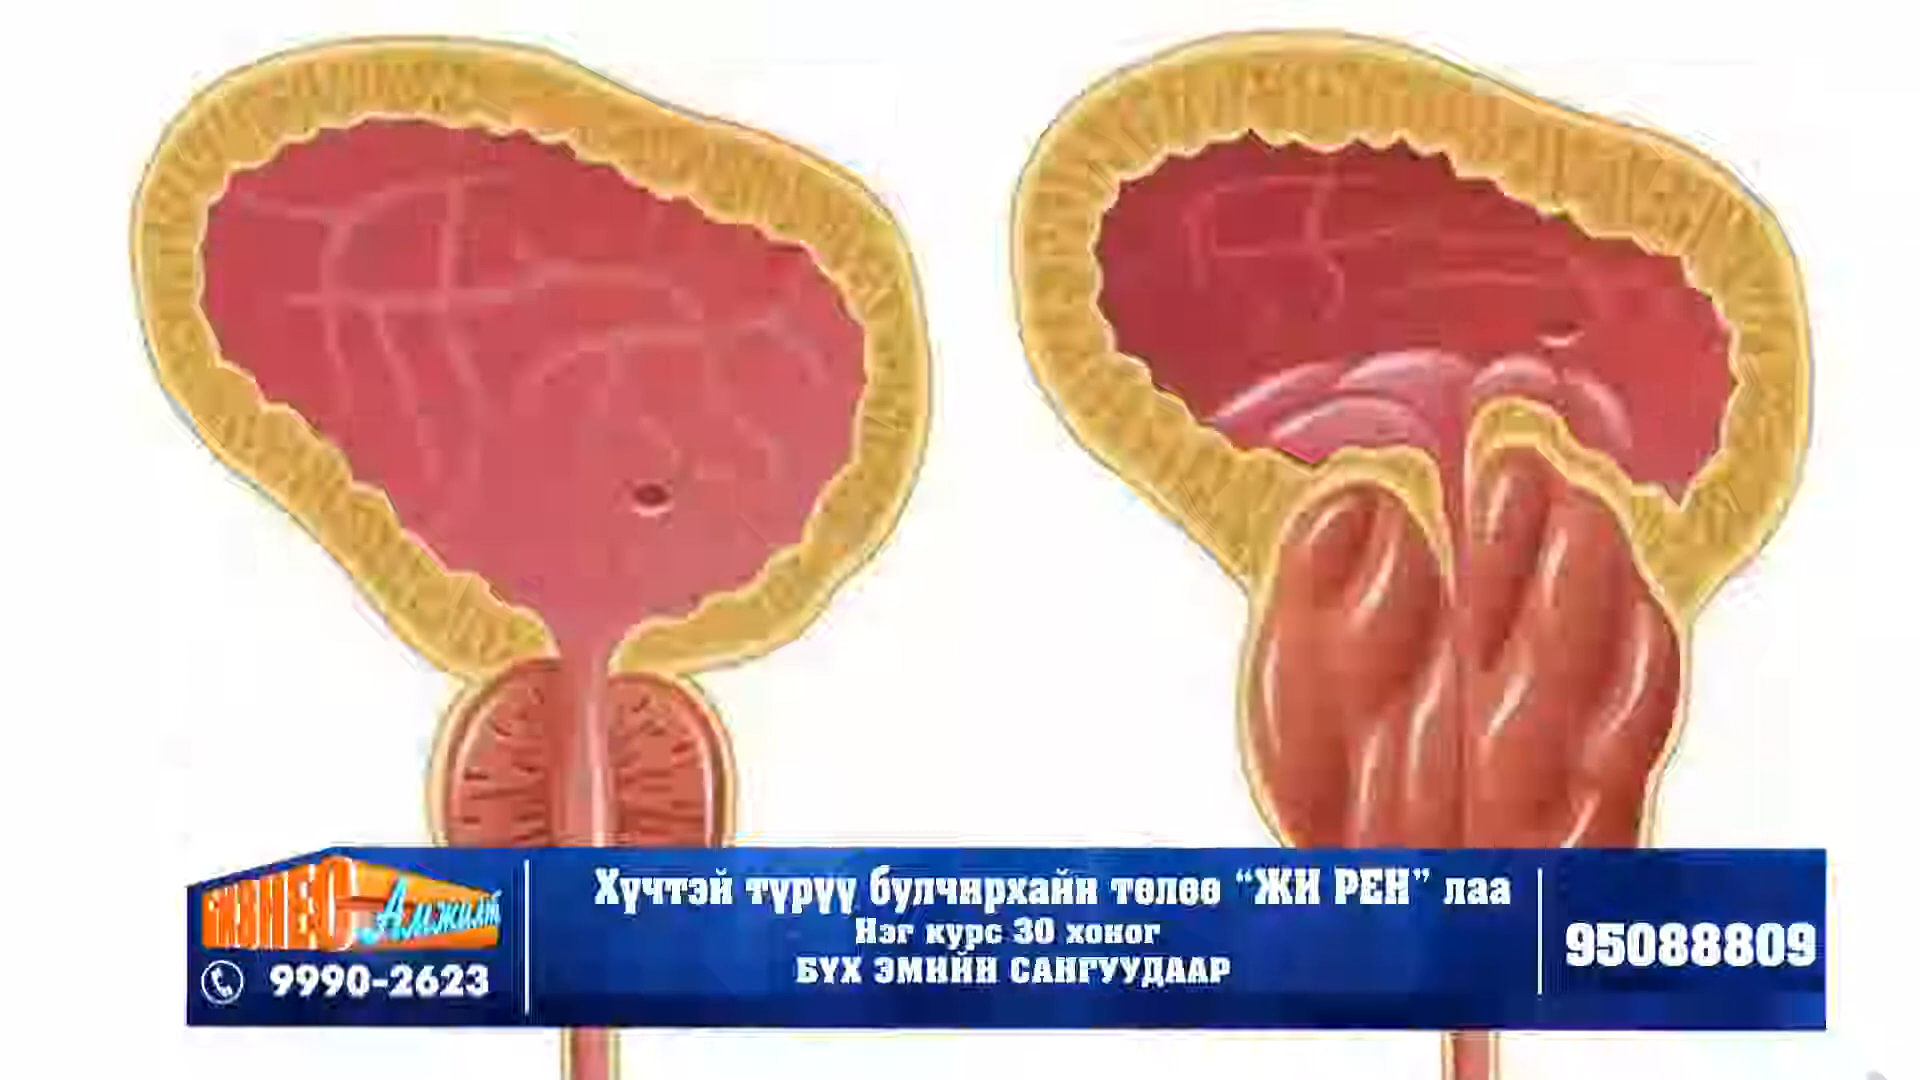 БИЗНЕС
Амжилт
9990-2623
Хүчтэй түрүү булчирхайн төлөө “ЖИ РЕН” лаа
Нэг курс 30 хоног
БҮХ ЭМИЙН САНГУУДААР
95088809